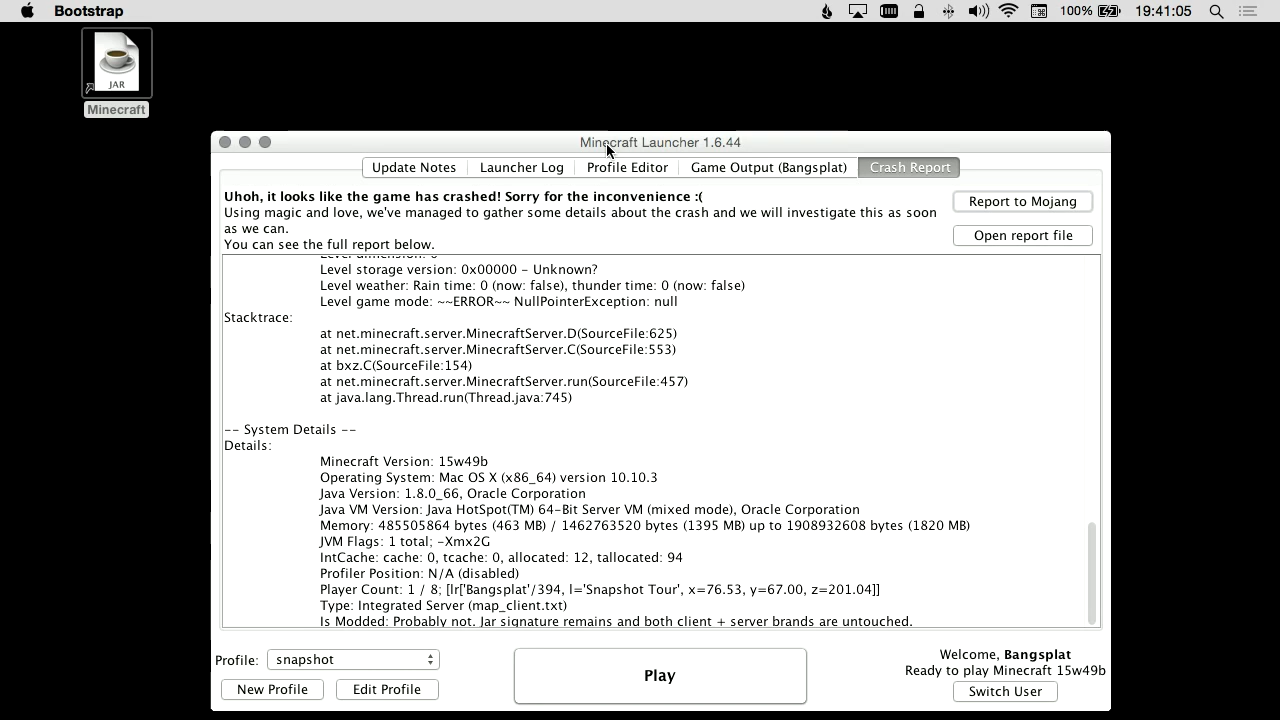 Bootstrap
100%
19:41:05
JAR
Minecraft
Minecraft Launcher 1.6.44
Update Notes
Launcher Log
Profile Editor
Game Output (Bangsplat)
Crash Report
Uhoh, it looks like the game has crashed! Sorry for the inconvenience :(
Using magic and love, we've managed to gather some details about the crash and we will investigate this as soon
as we can.
You can see the full report below.
Report to Mojang
Open report file
Level dimension: 0
Level storage version: 0x00000 - Unknown?
Level weather: Rain time: 0 (now: false), thunder time: 0 (now: false)
Level game mode: ~~ERROR~~ NullPointerException: null
Stacktrace:
at net.minecraft.server.MinecraftServer.D(SourceFile:625)
at net.minecraft.server.MinecraftServer.C(SourceFile:553)
at bxz.C(SourceFile:154)
at net.minecraft.server.MinecraftServer.run(SourceFile:457)
at java.lang.Thread.run(Thread.java:745)
-- System Details --
Details:
Minecraft Version: 15w49b
Operating System: Mac OS X (x86_64) version 10.10.3
Java Version: 1.8.0_66, Oracle Corporation
Java VM Version: Java HotSpot(TM) 64-Bit Server VM (mixed mode), Oracle Corporation
Memory: 485505864 bytes (463 MB) / 1462763520 bytes (1395 MB) up to 1908932608 bytes (1820 MB)
JVM Flags: 1 total; -Xmx2G
IntCache: cache: 0, tcache: 0, allocated: 12, tallocated: 94
Profiler Position: N/A (disabled)
Player Count: 1 / 8; [lr['Bangsplat'/394, l='Snapshot Tour', x=76.53, y=67.00, z=201.04]]
Type: Integrated Server (map_client.txt)
Is Modded: Probably not. Jar signature remains and both client + server brands are untouched.
Profile:
snapshot
New Profile
Edit Profile
Play
Welcome, Bangsplat
Ready to play Minecraft 15w49b
Switch User